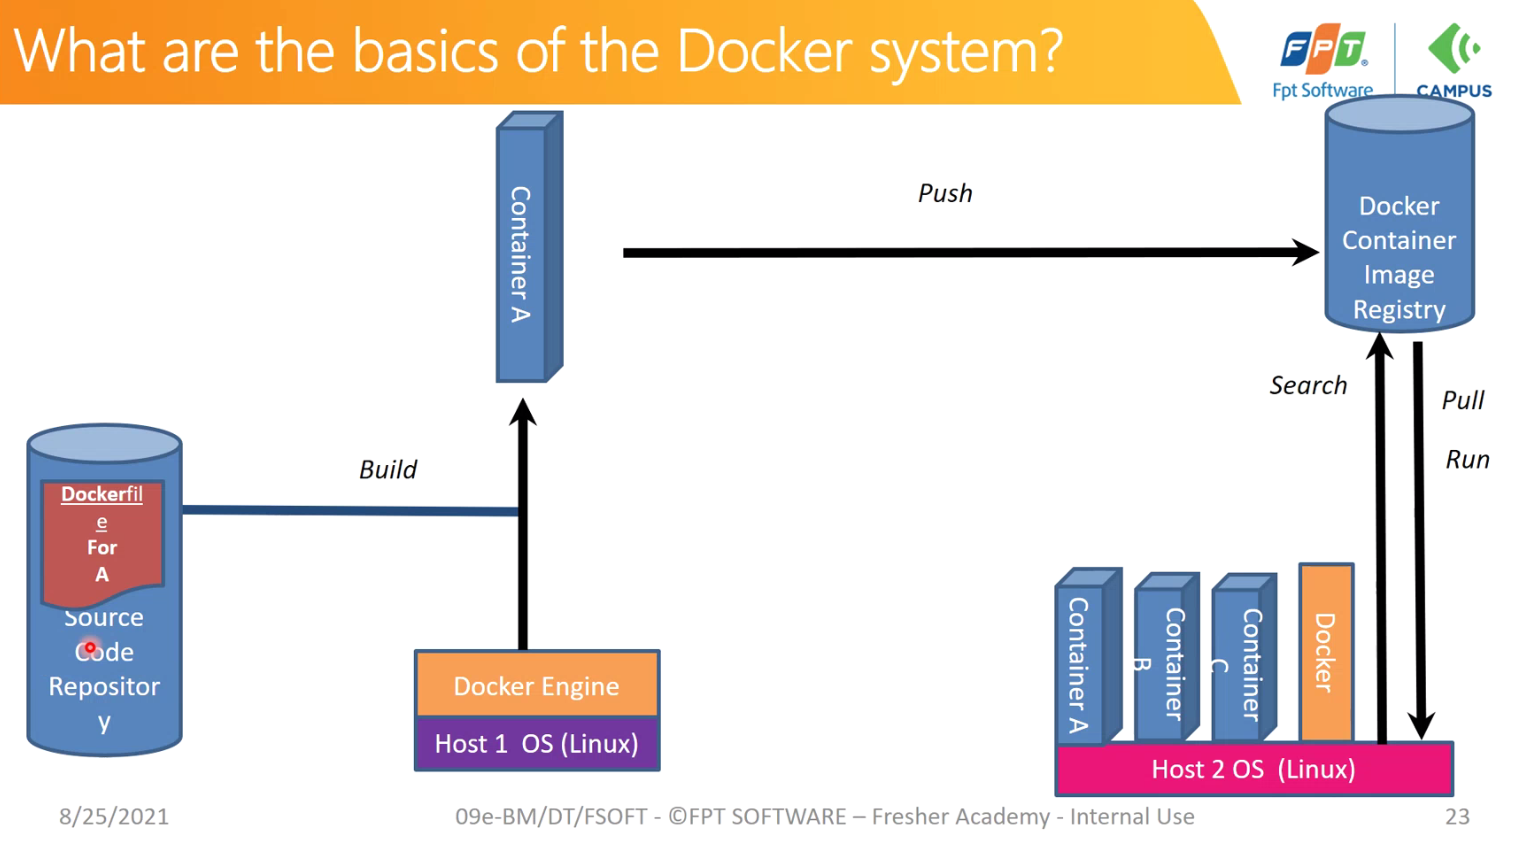 What are the basics of the Docker system?
FPT®
Fpt Software
CAMPUS
Container A
Push
Docker
Container
Image
Registry
Search
Pull
Run
Build
Dockerfil
e
For
A
Source
Code
Repositor
y
Docker Engine
Host 1 OS (Linux)
Container A
Container
B
Container
C
Docker
Host 2 OS (Linux)
8/25/2021
09e-BM/DT/FSOFT - ©FPT SOFTWARE – Fresher Academy - Internal Use
23